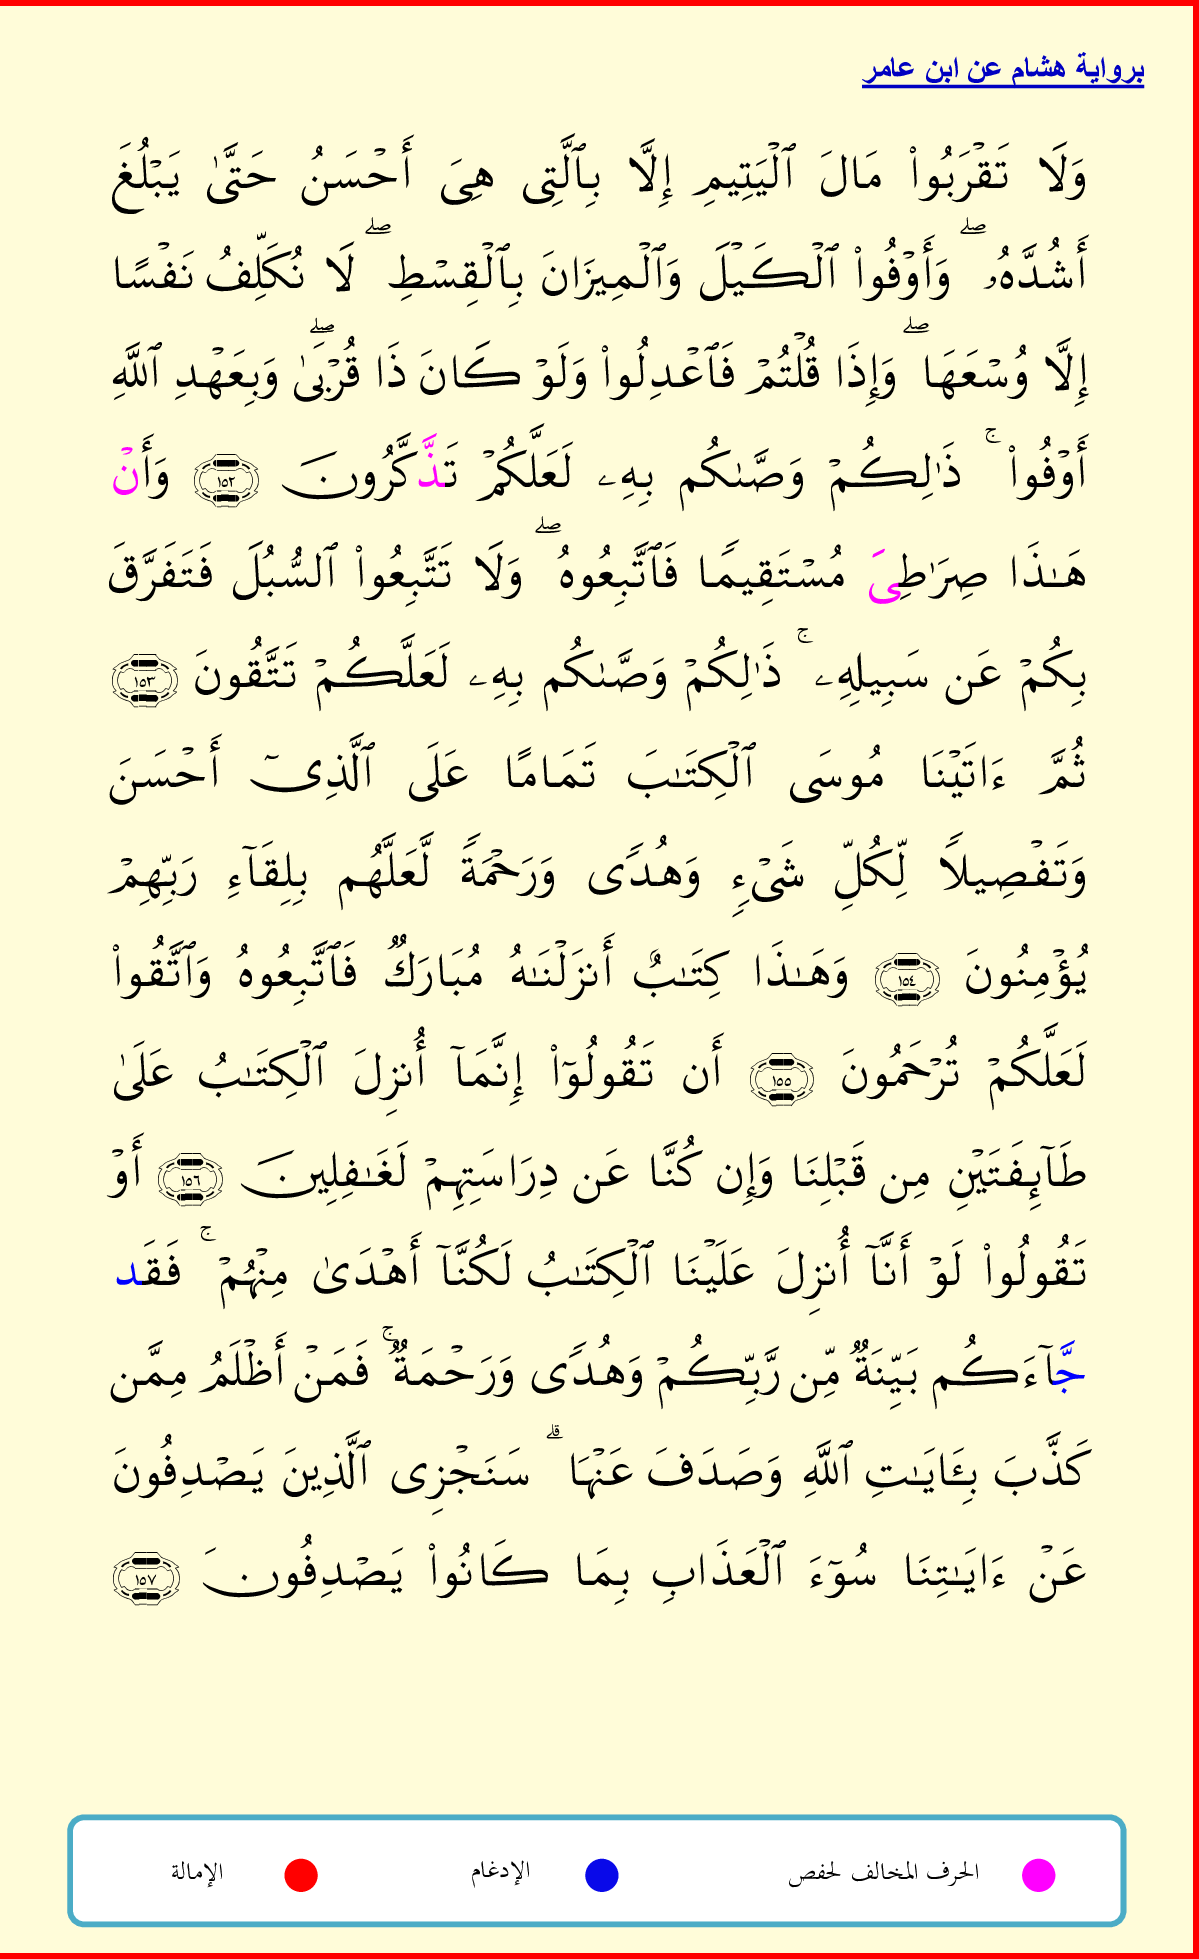 برواية هشام عن ابن عامر
وَلَا تَقۡرَبُواْ مَالَ ٱلۡيَتِيمِ إِلَّا بِٱلَّتِي هِيَ أَحۡسَنُ حَتَّىٰ يَبۡلُغَ
أَشُدَّهُۥۖ وَأَوۡفُواْ ٱلۡكَيۡلَ وَٱلۡمِيزَانَ بِٱلۡقِسۡطِۖ لَا نُكَلِّفُ نَفۡسًا
إِلَّا وُسۡعَهَاۖ وَإِذَا قُلۡتُمۡ فَٱعۡدِلُواْ وَلَوۡ كَانَ ذَا قُرۡبَىٰۖ وَبِعَهۡدِ ٱللَّهِ
أَوۡفُواْۚ ذَٰلِكُمۡ وَصَّىٰكُم بِهِۦ لَعَلَّكُمۡ تَذَّكَّرُونَ ١٥٢ وَأَنۡ
هَٰذَا صِرَٰطِيَ مُسۡتَقِيمٗا فَٱتَّبِعُوهُۖ وَلَا تَتَّبِعُواْ ٱلسُّبُلَ فَتَفَرَّقَ
بِكُمۡ عَن سَبِيلِهِۦۚ ذَٰلِكُمۡ وَصَّىٰكُم بِهِۦ لَعَلَّكُمۡ تَتَّقُونَ ١٥٣
ثُمَّ ءَاتَيۡنَا مُوسَى ٱلۡكِتَٰبَ تَمَامًا عَلَى ٱلَّذِيٓ أَحۡسَنَ
وَتَفۡصِيلٗا لِّكُلِّ شَيۡءٖ وَهُدٗى وَرَحۡمَةٗ لَّعَلَّهُم بِلِقَآءِ رَبِّهِمۡ
يُؤۡمِنُونَ ١٥٤ وَهَٰذَا كِتَٰبٌ أَنزَلۡنَٰهُ مُبَارَكٞ فَٱتَّبِعُوهُ وَٱتَّقُواْ
لَعَلَّكُمۡ تُرۡحَمُونَ ١٥٥ أَن تَقُولُوٓاْ إِنَّمَآ أُنزِلَ ٱلۡكِتَٰبُ عَلَىٰ
طَآئِفَتَيۡنِ مِن قَبۡلِنَا وَإِن كُنَّا عَن دِرَاسَتِهِمۡ لَغَٰفِلِينَ ١٥٦ أَوۡ
تَقُولُواْ لَوۡ أَنَّآ أُنزِلَ عَلَيۡنَا ٱلۡكِتَٰبُ لَكُنَّآ أَهۡدَىٰ مِنۡهُمۡۚ فَقَد
جَّآءَكُم بَيِّنَةٞ مِّن رَّبِّكُمۡ وَهُدٗى وَرَحۡمَةٞۚ فَمَنۡ أَظۡلَمُ مِمَّن
كَذَّبَ بِـَٔايَٰتِ ٱللَّهِ وَصَدَفَ عَنۡهَاۗ سَنَجۡزِي ٱلَّذِينَ يَصۡدِفُونَ
عَنۡ ءَايَٰتِنَا سُوٓءَ ٱلۡعَذَابِ بِمَا كَانُواْ يَصۡدِفُونَ ١٥٧
الحرف المخالف لحفص الإدغام الإمالة